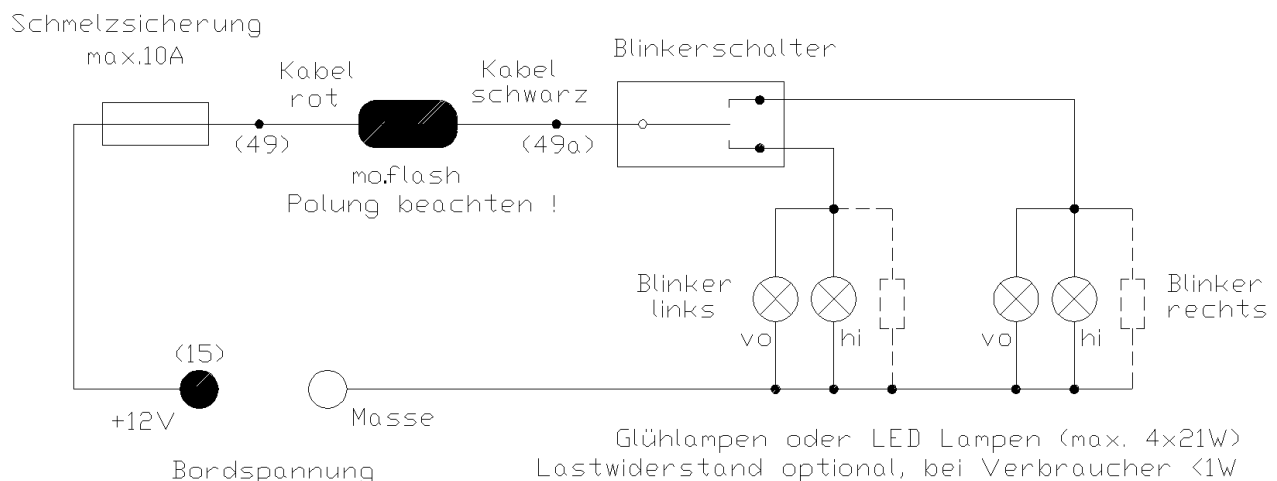 Schmelzsicherung
max.10A
Kabel
rot
Kabel
schwarz
Blinkerschalter
(49)
(49a)
mo.flash
Polung beachten !
Blinker
links
vo
hi
vo
hi
Blinker
rechts
(15)
+12V
Masse
Bordspannung
Glühlampen oder LED Lampen (max. 4x21W)
Lastwiderstand optional, bei Verbraucher <1W